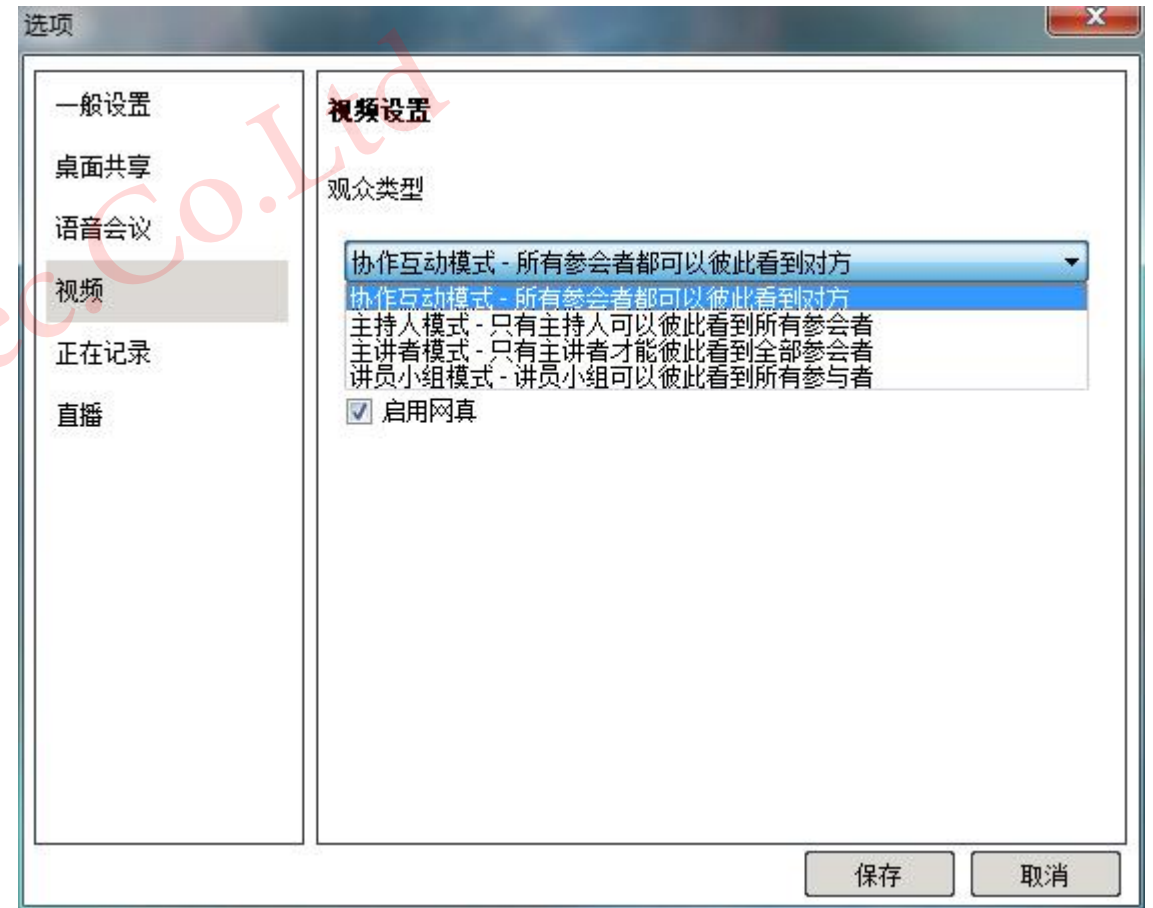 选项
X
一般设置
桌面共享
语音会议
视频
正在记录
直播
视频设置
观众类型
协作互动模式 - 所有参会者都可以彼此看到对方
协作互动模式 - 所有参会者都可以彼此看到对方
主持人模式 - 只有主持人可以彼此看到所有参会者
主讲者模式 - 只有主讲者才能彼此看到全部参会者
讲员小组模式 - 讲员小组可以彼此看到所有参与者
启用网真
保存
取消
ec.Co.Ltd